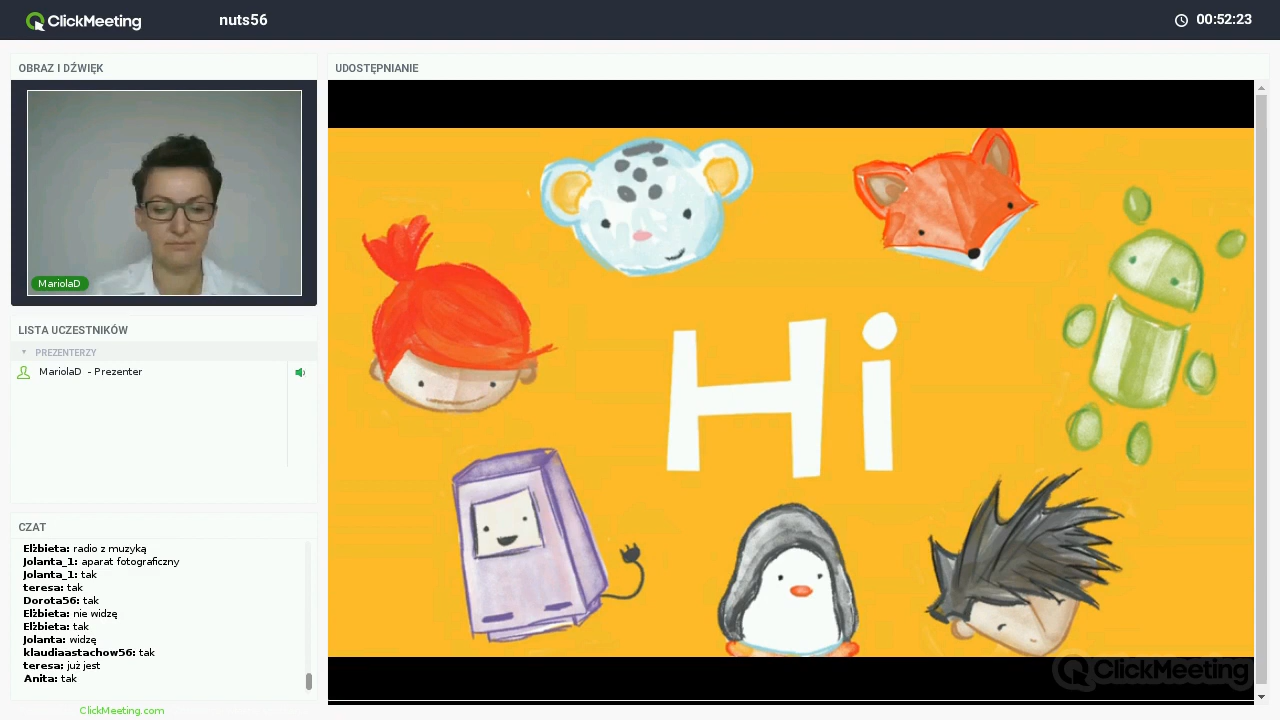 ClickMeeting
nuts56
00:52:23
OBRAZ I DŹWIĘK
UDOSTĘPNIANIE
MariolaD
LISTA UCZESTNIKÓW
PREZENTERZY
MariolaD - Prezenter
Hi
CZAT
Elżbieta: radio z muzyką
Jolanta_1: aparat fotograficzny
Jolanta_1: tak
teresa: tak
Dorota56: tak
Elżbieta: nie widzę
Elżbieta: tak
Jolanta: widzę
klaudiaastachow56: tak
teresa: już jest
Anita: tak
ClickMeeting
ClickMeeting.com